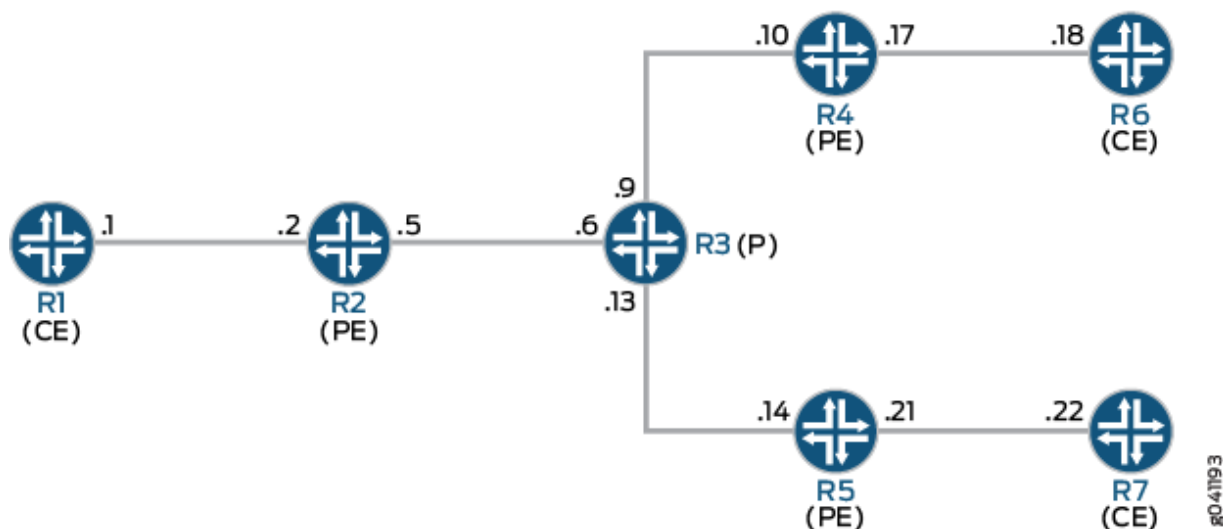 .10
.17
.18
R4
(PE)
R6
(CE)
.9
.1
.2
.5
.6
R3 (P)
R1
(CE)
R2
(PE)
.13
.14
.21
.22
R5
(PE)
R7
(CE)
g041193